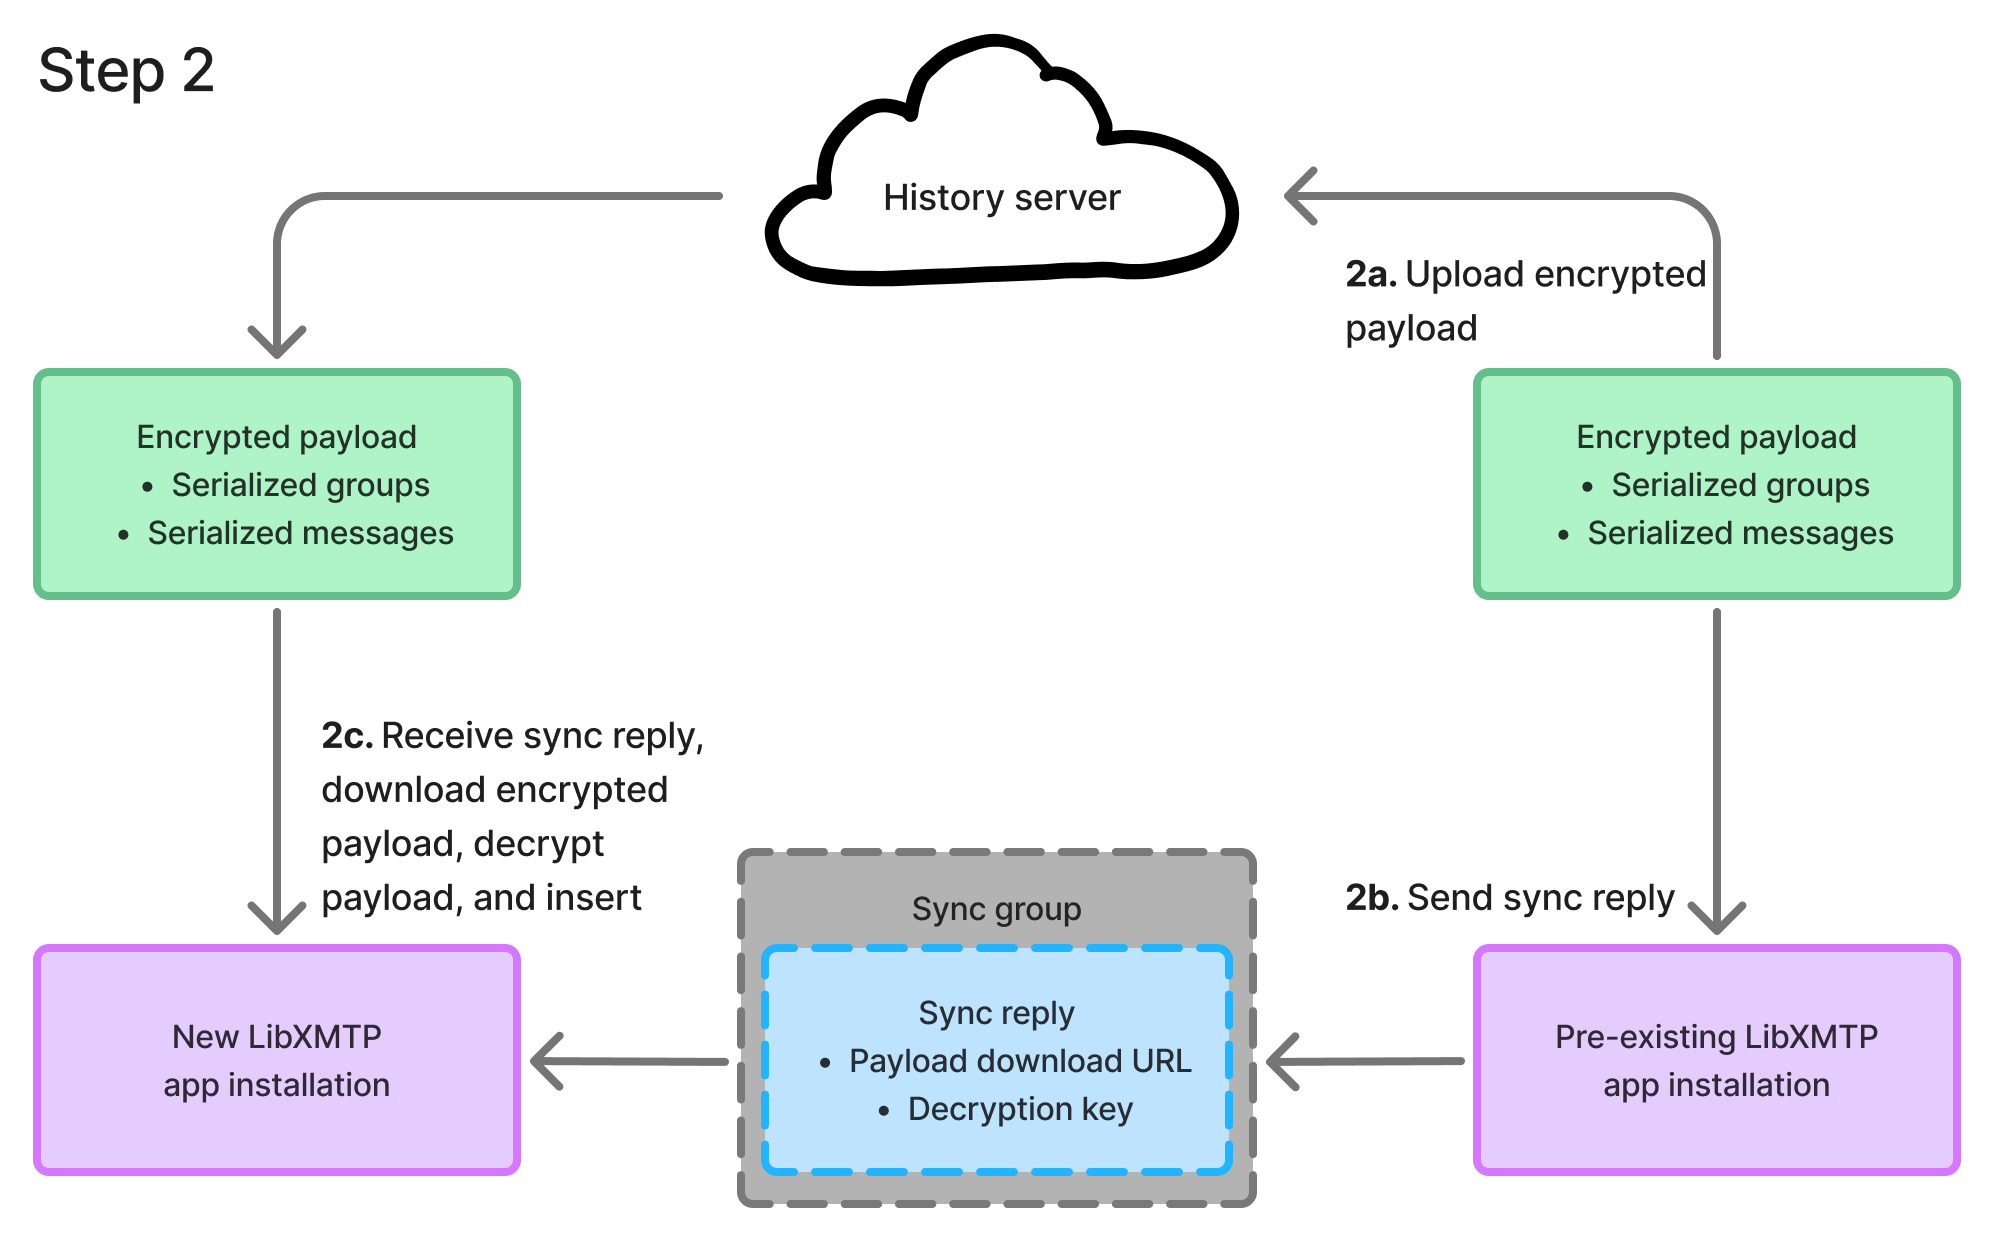 Step 2
History server
2a. Upload encrypted
payload
Encrypted payload
• Serialized groups
• Serialized messages
Encrypted payload
• Serialized groups
• Serialized messages
2c. Receive sync reply,
download encrypted
payload, decrypt
payload, and insert
2b. Send sync reply
Sync group
New LibXMTP
app installation
Sync reply
• Payload download URL
• Decryption key
Pre-existing LibXMTP
app installation